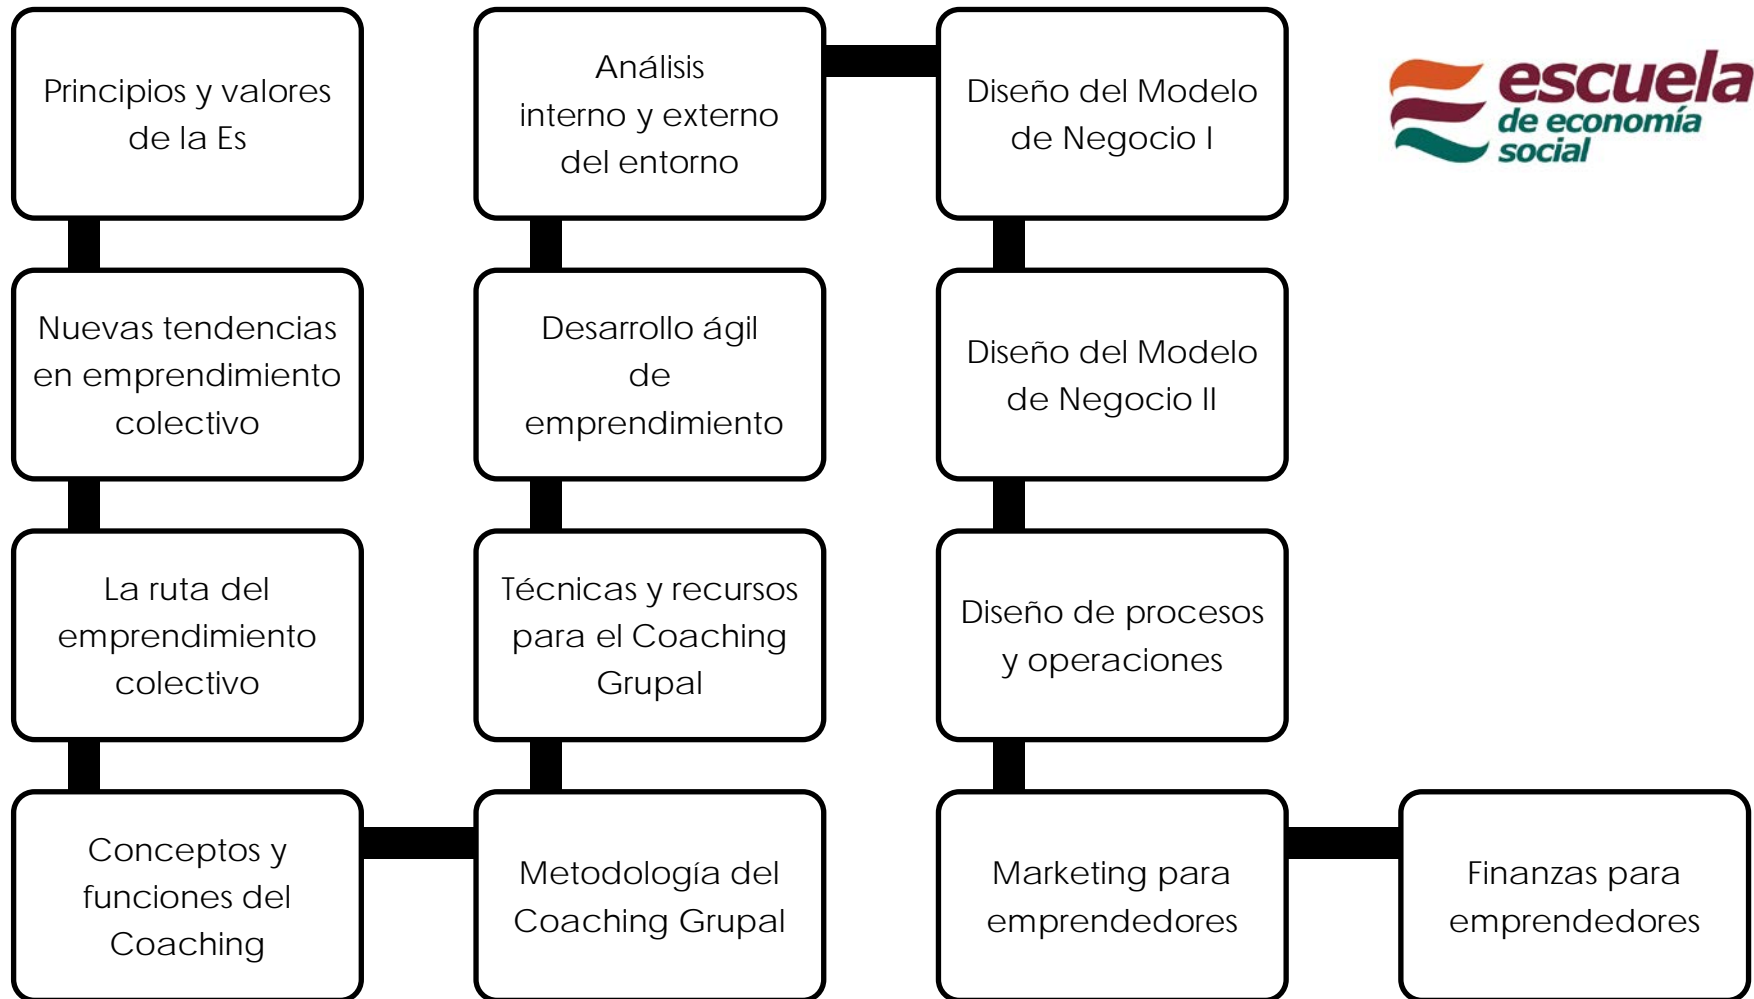 Principios y valores
de la Es
Nuevas tendencias
en emprendimiento
colectivo
La ruta del
emprendimiento
colectivo
Conceptos y
funciones del
Coaching
Metodología del
Coaching Grupal
Técnicas y recursos
para el Coaching
Grupal
Desarrollo ágil
de
emprendimiento
Análisis
interno y externo
del entorno
Diseño del Modelo
de Negocio I
Diseño del Modelo
de Negocio II
Diseño de procesos
y operaciones
Marketing para
emprendedores
Finanzas para
emprendedores
escuela
de economía
social